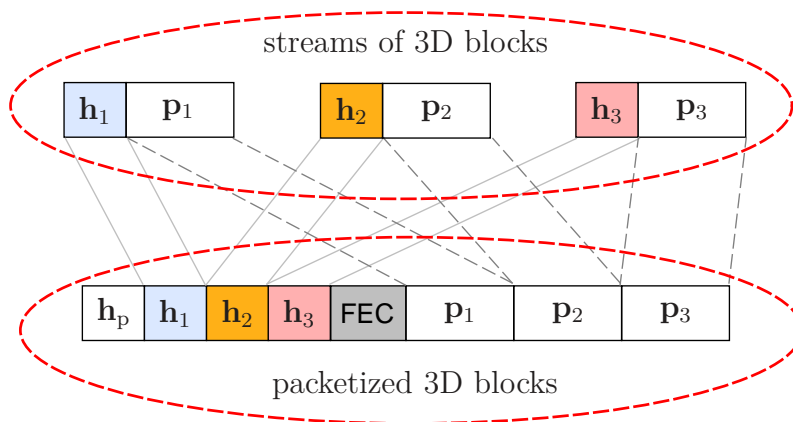 streams of 3D blocks
h₁ p₁ h₂ p₂ h₃ p₃
hₚ h₁ h₂ h₃ FEC p₁ p₂ p₃
packetized 3D blocks